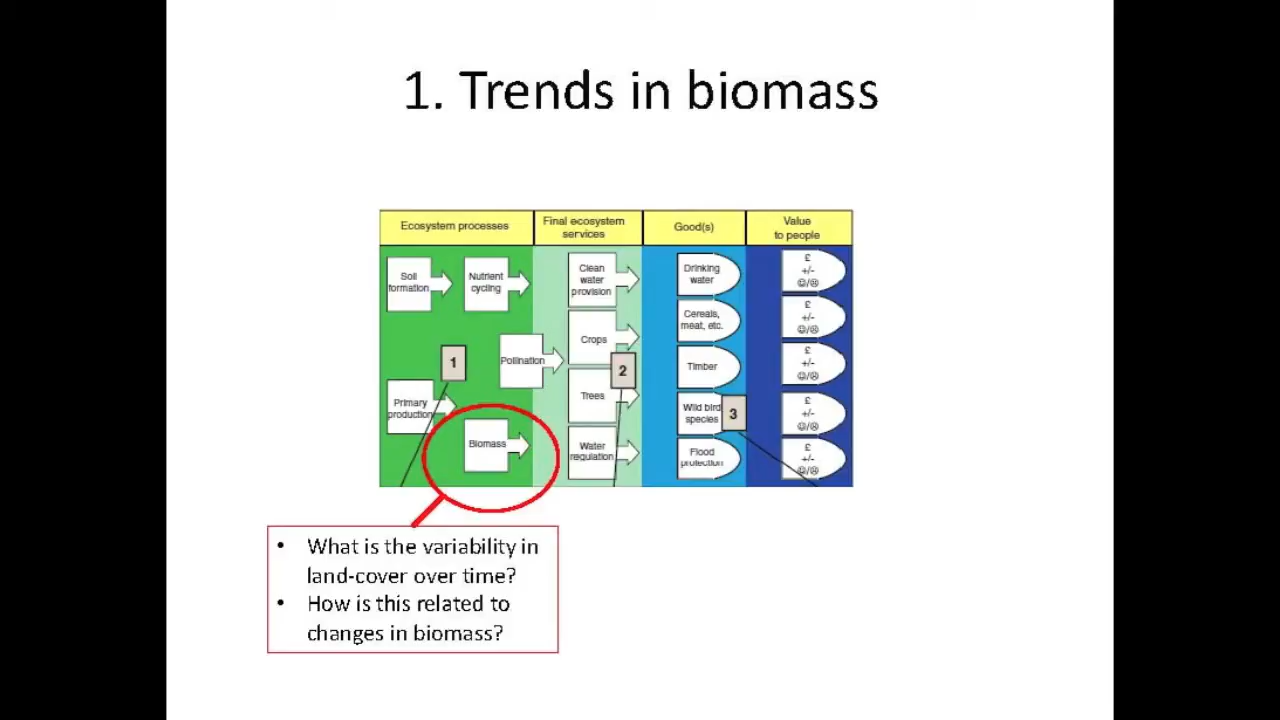 1. Trends in biomass
Ecosystem processes
Final ecosystem
services
Good(s)
Value
to people
Soil
formation
Nutrient
cycling
Pollination
1
Primary
production
Biomass
Clean
water
provision
Crops
2
Trees
Water
regulation
Drinking
water
Cereals,
meat, etc.
Timber
Wild bird
species
3
Flood
protection
£
+/-
☺/☹
£
+/-
☺/☹
£
+/-
☺/☹
£
+/-
☺/☹
£
+/-
☺/☹
• What is the variability in
land-cover over time?
• How is this related to
changes in biomass?